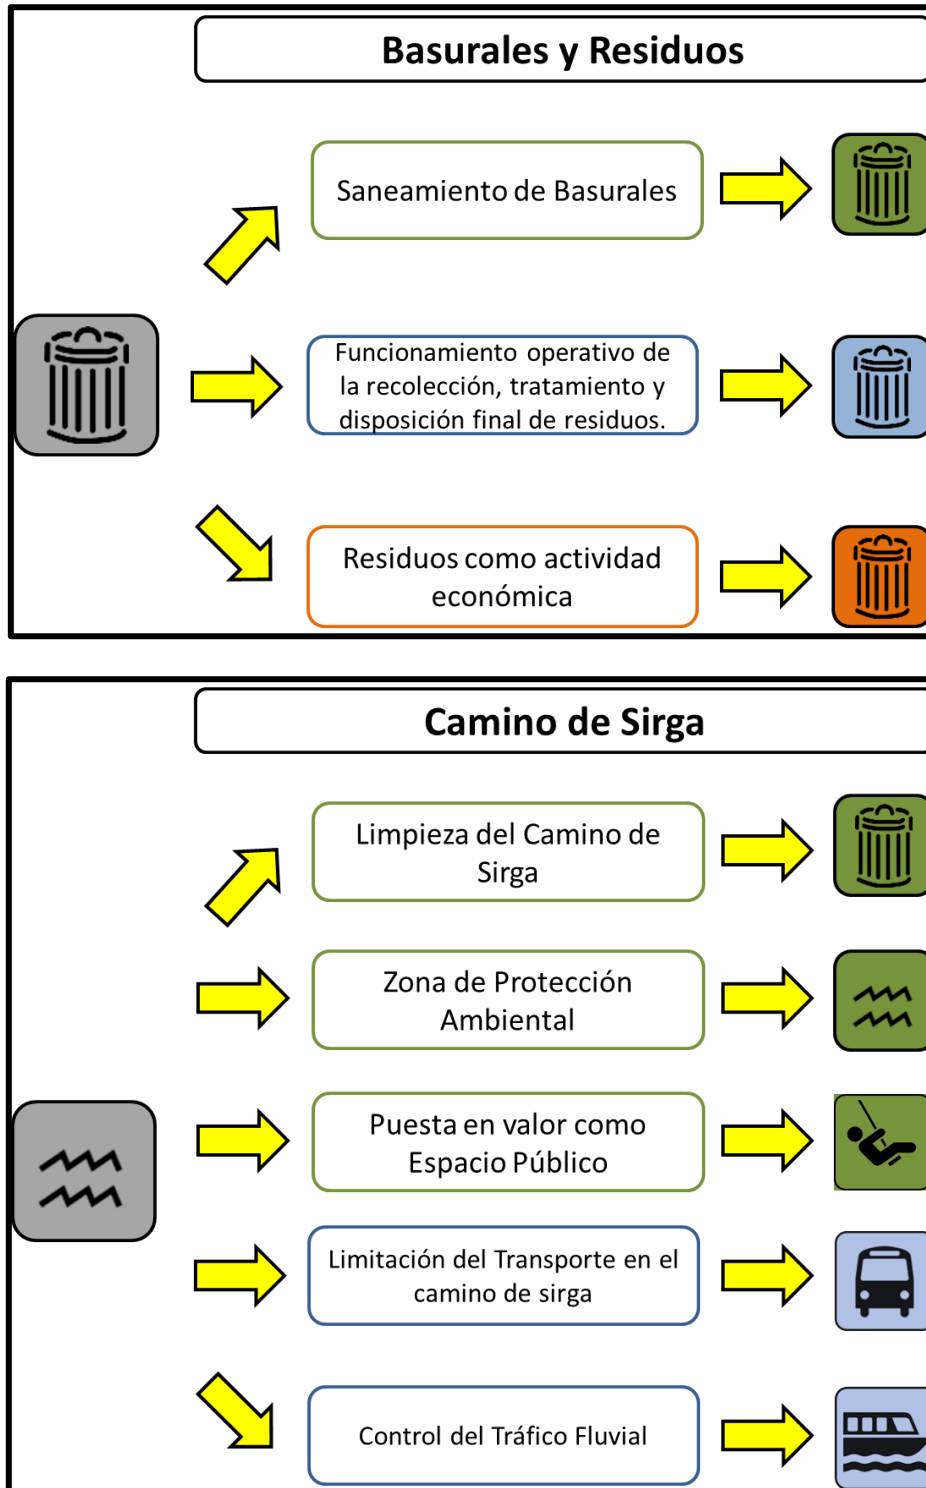 Basurales y Residuos
Saneamiento de Basurales
Funcionamiento operativo de
la recolección, tratamiento y
disposición final de residuos.
Residuos como actividad
económica
Camino de Sirga
Limpieza del Camino de
Sirga
Zona de Protección
Ambiental
Puesta en valor como
Espacio Público
Limitación del Transporte en el
camino de sirga
Control del Tráfico Fluvial